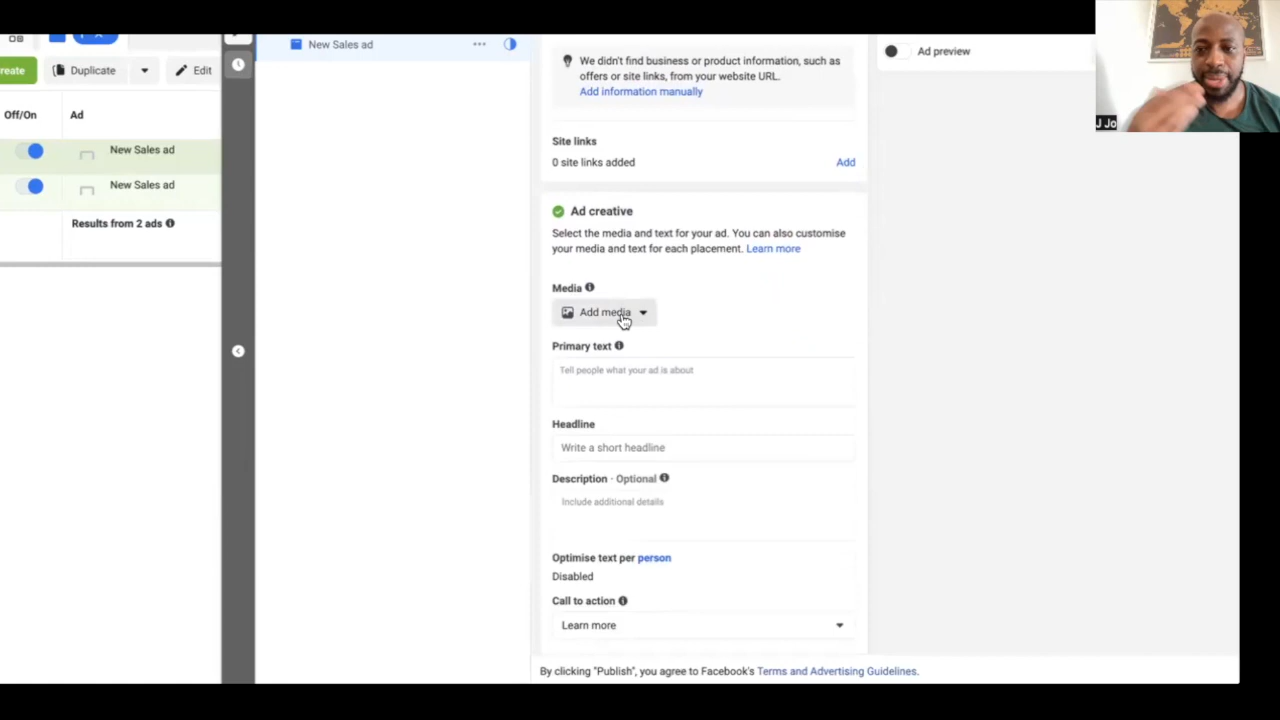 New Sales ad
reate
Duplicate
Edit
Off/On
Ad
New Sales ad
New Sales ad
Results from 2 ads
We didn't find business or product information, such as
offers or site links, from your website URL.
Add information manually
Site links
0 site links added
Add
Ad creative
Select the media and text for your ad. You can also customise
your media and text for each placement. Learn more
Media
Add media
Primary text
Tell people what your ad is about
Headline
Write a short headline
Description · Optional
Include additional details
Optimise text per person
Disabled
Call to action
Learn more
By clicking "Publish", you agree to Facebook's Terms and Advertising Guidelines.
Ad preview
J Jo